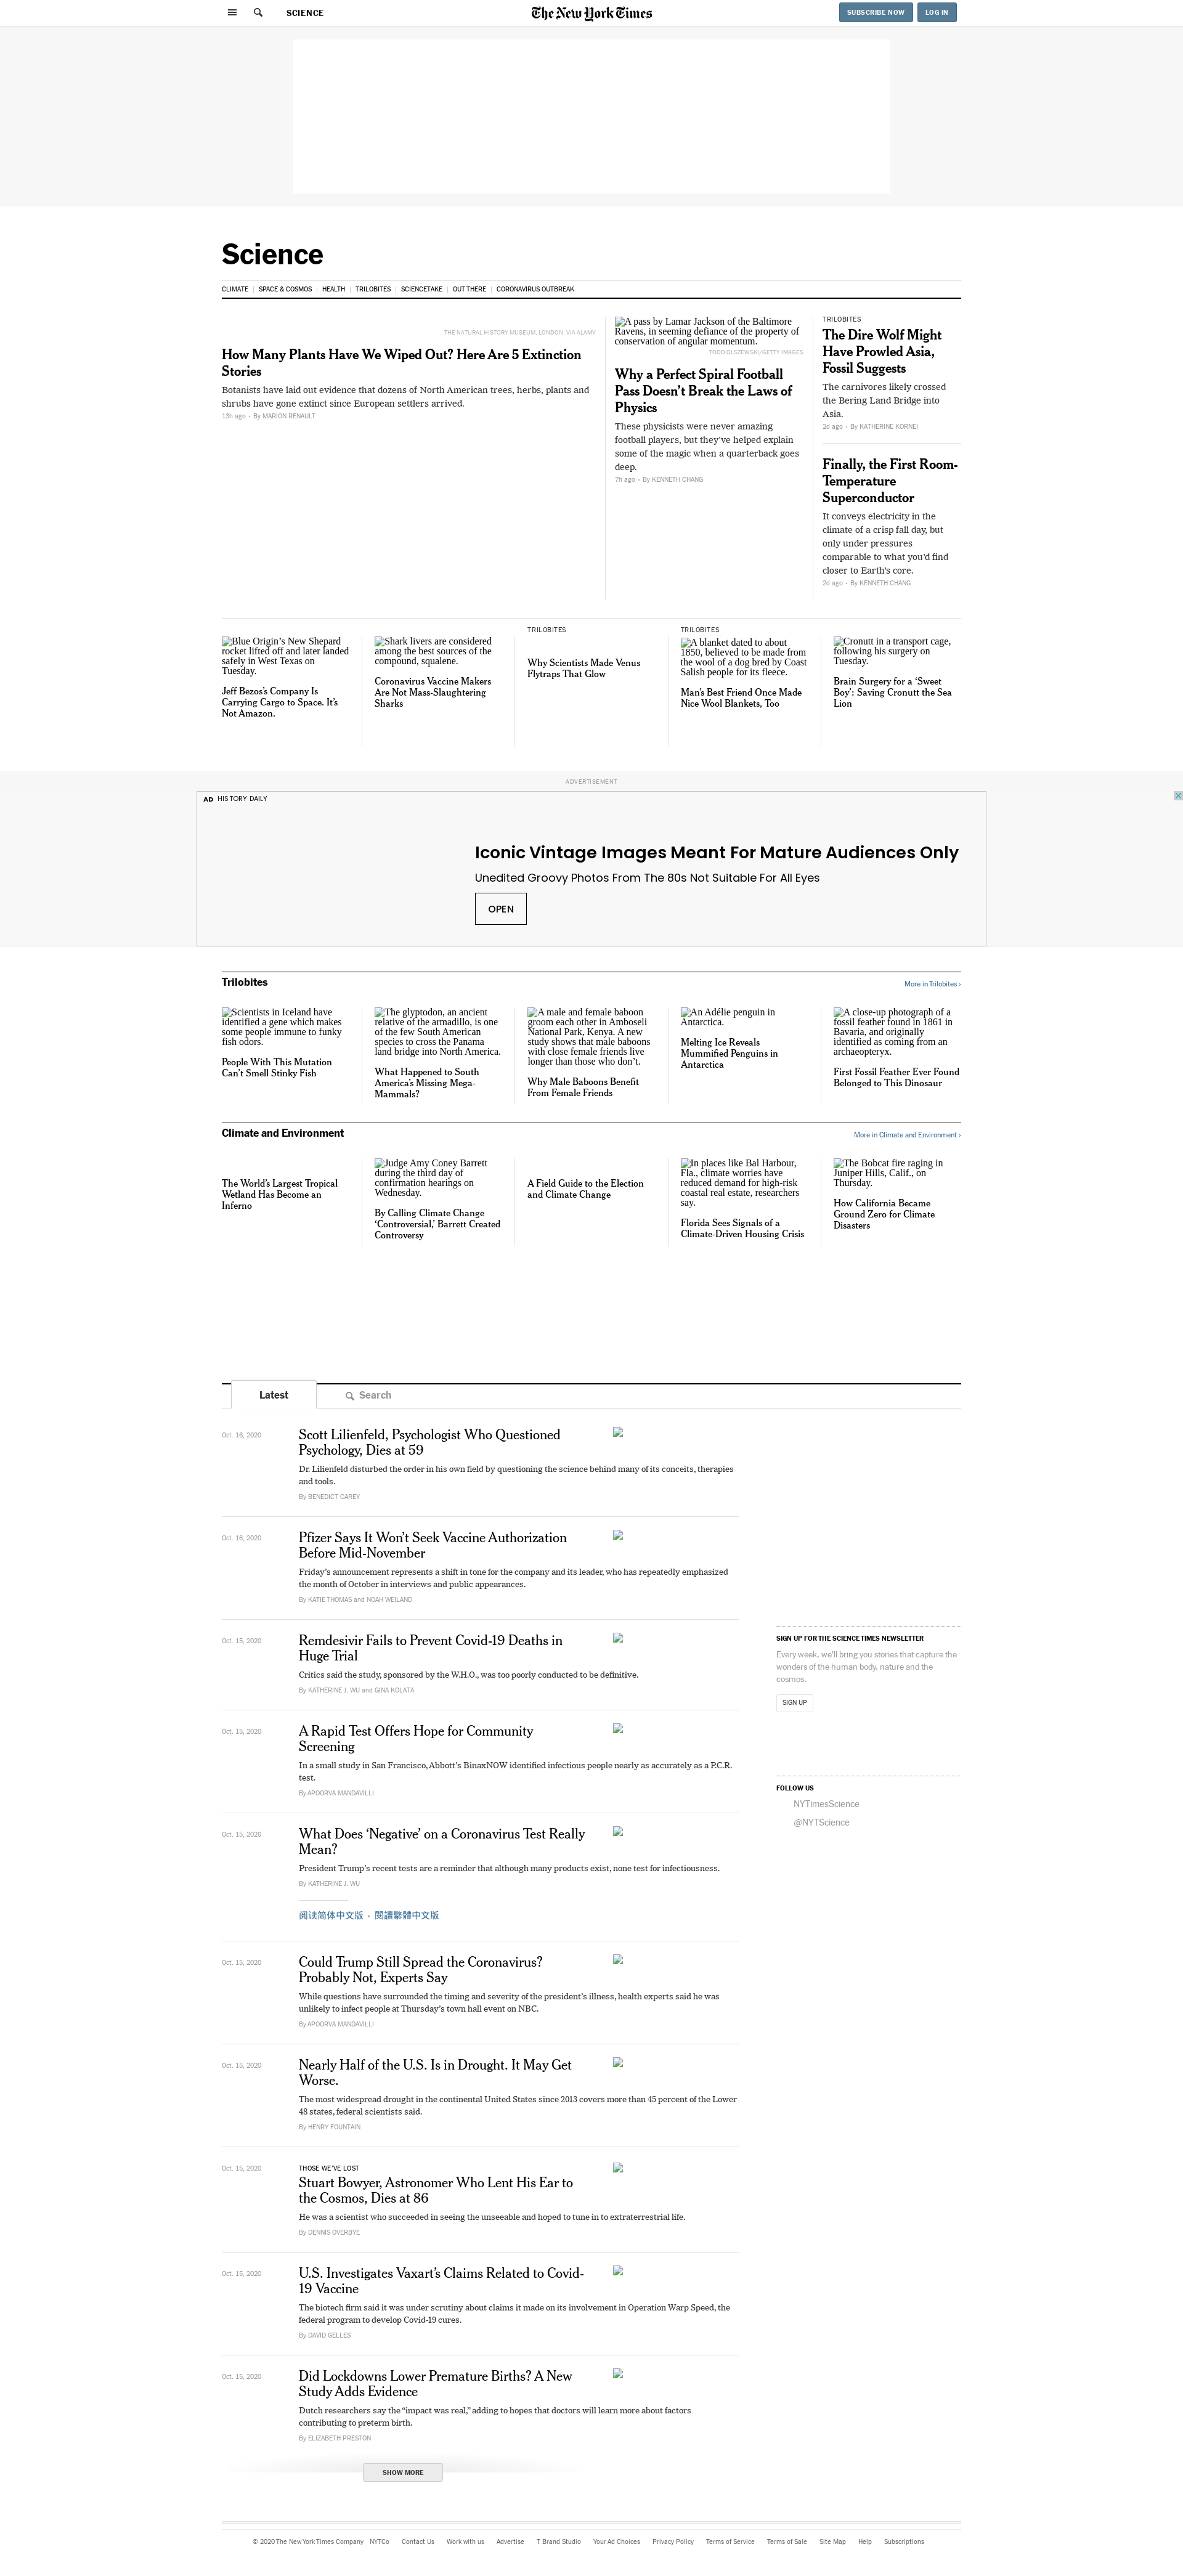 SCIENCE
The New York Times
SUBSCRIBE NOW
LOG IN
Science
CLIMATE
SPACE & COSMOS
HEALTH
TRILOBITES
SCIENCETAKE
OUT THERE
CORONAVIRUS OUTBREAK
THE NATURAL HISTORY MUSEUM, LONDON, VIA ALAMY
How Many Plants Have We Wiped Out? Here Are 5 Extinction
Stories
Botanists have laid out evidence that dozens of North American trees, herbs, plants and
shrubs have gone extinct since European settlers arrived.
13h ago • By MARION RENAULT
A pass by Lamar Jackson of the Baltimore
Ravens, in seeming defiance of the property of
conservation of angular momentum.
TODD OLSZEWSKI/GETTY IMAGES
Why a Perfect Spiral Football
Pass Doesn’t Break the Laws of
Physics
These physicists were never amazing
football players, but they’ve helped explain
some of the magic when a quarterback goes
deep.
7h ago • By KENNETH CHANG
TRILOBITES
The Dire Wolf Might
Have Prowled Asia,
Fossil Suggests
The carnivores likely crossed
the Bering Land Bridge into
Asia.
2d ago • By KATHERINE KORNEI
Finally, the First Room-
Temperature
Superconductor
It conveys electricity in the
climate of a crisp fall day, but
only under pressures
comparable to what you’d find
closer to Earth’s core.
2d ago • By KENNETH CHANG
Blue Origin’s New Shepard
rocket lifted off and later landed
safely in West Texas on
Tuesday.
Jeff Bezos’s Company Is
Carrying Cargo to Space. It’s
Not Amazon.
Shark livers are considered
among the best sources of the
compound, squalene.
Coronavirus Vaccine Makers
Are Not Mass-Slaughtering
Sharks
TRILOBITES
Why Scientists Made Venus
Flytraps That Glow
TRILOBITES
A blanket dated to about
1850, believed to be made from
the wool of a dog bred by Coast
Salish people for its fleece.
Man’s Best Friend Once Made
Nice Wool Blankets, Too
Cronutt in a transport cage,
following his surgery on
Tuesday.
Brain Surgery for a ‘Sweet
Boy’: Saving Cronutt the Sea
Lion
ADVERTISEMENT
AD HISTORY DAILY
Iconic Vintage Images Meant For Mature Audiences Only
Unedited Groovy Photos From The 80s Not Suitable For All Eyes
OPEN
Trilobites
More in Trilobites ›
Scientists in Iceland have
identified a gene which makes
some people immune to funky
fish odors.
People With This Mutation
Can’t Smell Stinky Fish
The glyptodon, an ancient
relative of the armadillo, is one
of the few South American
species to cross the Panama
land bridge into North America.
What Happened to South
America’s Missing Mega-
Mammals?
A male and female baboon
groom each other in Amboseli
National Park, Kenya. A new
study shows that male baboons
with close female friends live
longer than those who don’t.
Why Male Baboons Benefit
From Female Friends
An Adélie penguin in
Antarctica.
Melting Ice Reveals
Mummified Penguins in
Antarctica
A close-up photograph of a
fossil feather found in 1861 in
Bavaria, and originally
identified as coming from an
archaeopteryx.
First Fossil Feather Ever Found
Belonged to This Dinosaur
Climate and Environment
More in Climate and Environment ›
The World’s Largest Tropical
Wetland Has Become an
Inferno
Judge Amy Coney Barrett
during the third day of
confirmation hearings on
Wednesday.
By Calling Climate Change
‘Controversial,’ Barrett Created
Controversy
A Field Guide to the Election
and Climate Change
In places like Bal Harbour,
Fla., climate worries have
reduced demand for high-risk
coastal real estate, researchers
say.
Florida Sees Signals of a
Climate-Driven Housing Crisis
The Bobcat fire raging in
Juniper Hills, Calif., on
Thursday.
How California Became
Ground Zero for Climate
Disasters
Latest
Search
Oct. 16, 2020
Scott Lilienfeld, Psychologist Who Questioned
Psychology, Dies at 59
Dr. Lilienfeld disturbed the order in his own field by questioning the science behind many of its conceits, therapies
and tools.
By BENEDICT CAREY
Oct. 16, 2020
Pfizer Says It Won’t Seek Vaccine Authorization
Before Mid-November
Friday’s announcement represents a shift in tone for the company and its leader, who has repeatedly emphasized
the month of October in interviews and public appearances.
By KATIE THOMAS and NOAH WEILAND
Oct. 15, 2020
Remdesivir Fails to Prevent Covid-19 Deaths in
Huge Trial
Critics said the study, sponsored by the W.H.O., was too poorly conducted to be definitive.
By KATHERINE J. WU and GINA KOLATA
SIGN UP FOR THE SCIENCE TIMES NEWSLETTER
Every week, we’ll bring you stories that capture the
wonders of the human body, nature and the
cosmos.
SIGN UP
Oct. 15, 2020
A Rapid Test Offers Hope for Community
Screening
In a small study in San Francisco, Abbott’s BinaxNOW identified infectious people nearly as accurately as a P.C.R.
test.
By APOORVA MANDAVILLI
FOLLOW US
NYTimesScience
@NYTScience
Oct. 15, 2020
What Does ‘Negative’ on a Coronavirus Test Really
Mean?
President Trump’s recent tests are a reminder that although many products exist, none test for infectiousness.
By KATHERINE J. WU
阅读简体中文版 • 閱讀繁體中文版
Oct. 15, 2020
Could Trump Still Spread the Coronavirus?
Probably Not, Experts Say
While questions have surrounded the timing and severity of the president’s illness, health experts said he was
unlikely to infect people at Thursday’s town hall event on NBC.
By APOORVA MANDAVILLI
Oct. 15, 2020
Nearly Half of the U.S. Is in Drought. It May Get
Worse.
The most widespread drought in the continental United States since 2013 covers more than 45 percent of the Lower
48 states, federal scientists said.
By HENRY FOUNTAIN
Oct. 15, 2020
THOSE WE’VE LOST
Stuart Bowyer, Astronomer Who Lent His Ear to
the Cosmos, Dies at 86
He was a scientist who succeeded in seeing the unseeable and hoped to tune in to extraterrestrial life.
By DENNIS OVERBYE
Oct. 15, 2020
U.S. Investigates Vaxart’s Claims Related to Covid-
19 Vaccine
The biotech firm said it was under scrutiny about claims it made on its involvement in Operation Warp Speed, the
federal program to develop Covid-19 cures.
By DAVID GELLES
Oct. 15, 2020
Did Lockdowns Lower Premature Births? A New
Study Adds Evidence
Dutch researchers say the “impact was real,” adding to hopes that doctors will learn more about factors
contributing to preterm birth.
By ELIZABETH PRESTON
SHOW MORE
© 2020 The New York Times Company NYTCo Contact Us Work with us Advertise T Brand Studio Your Ad Choices Privacy Policy Terms of Service Terms of Sale Site Map Help Subscriptions